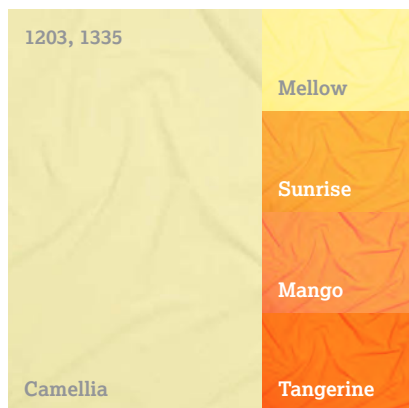 1203, 1335
Mellow
Sunrise
Mango
Camellia
Tangerine